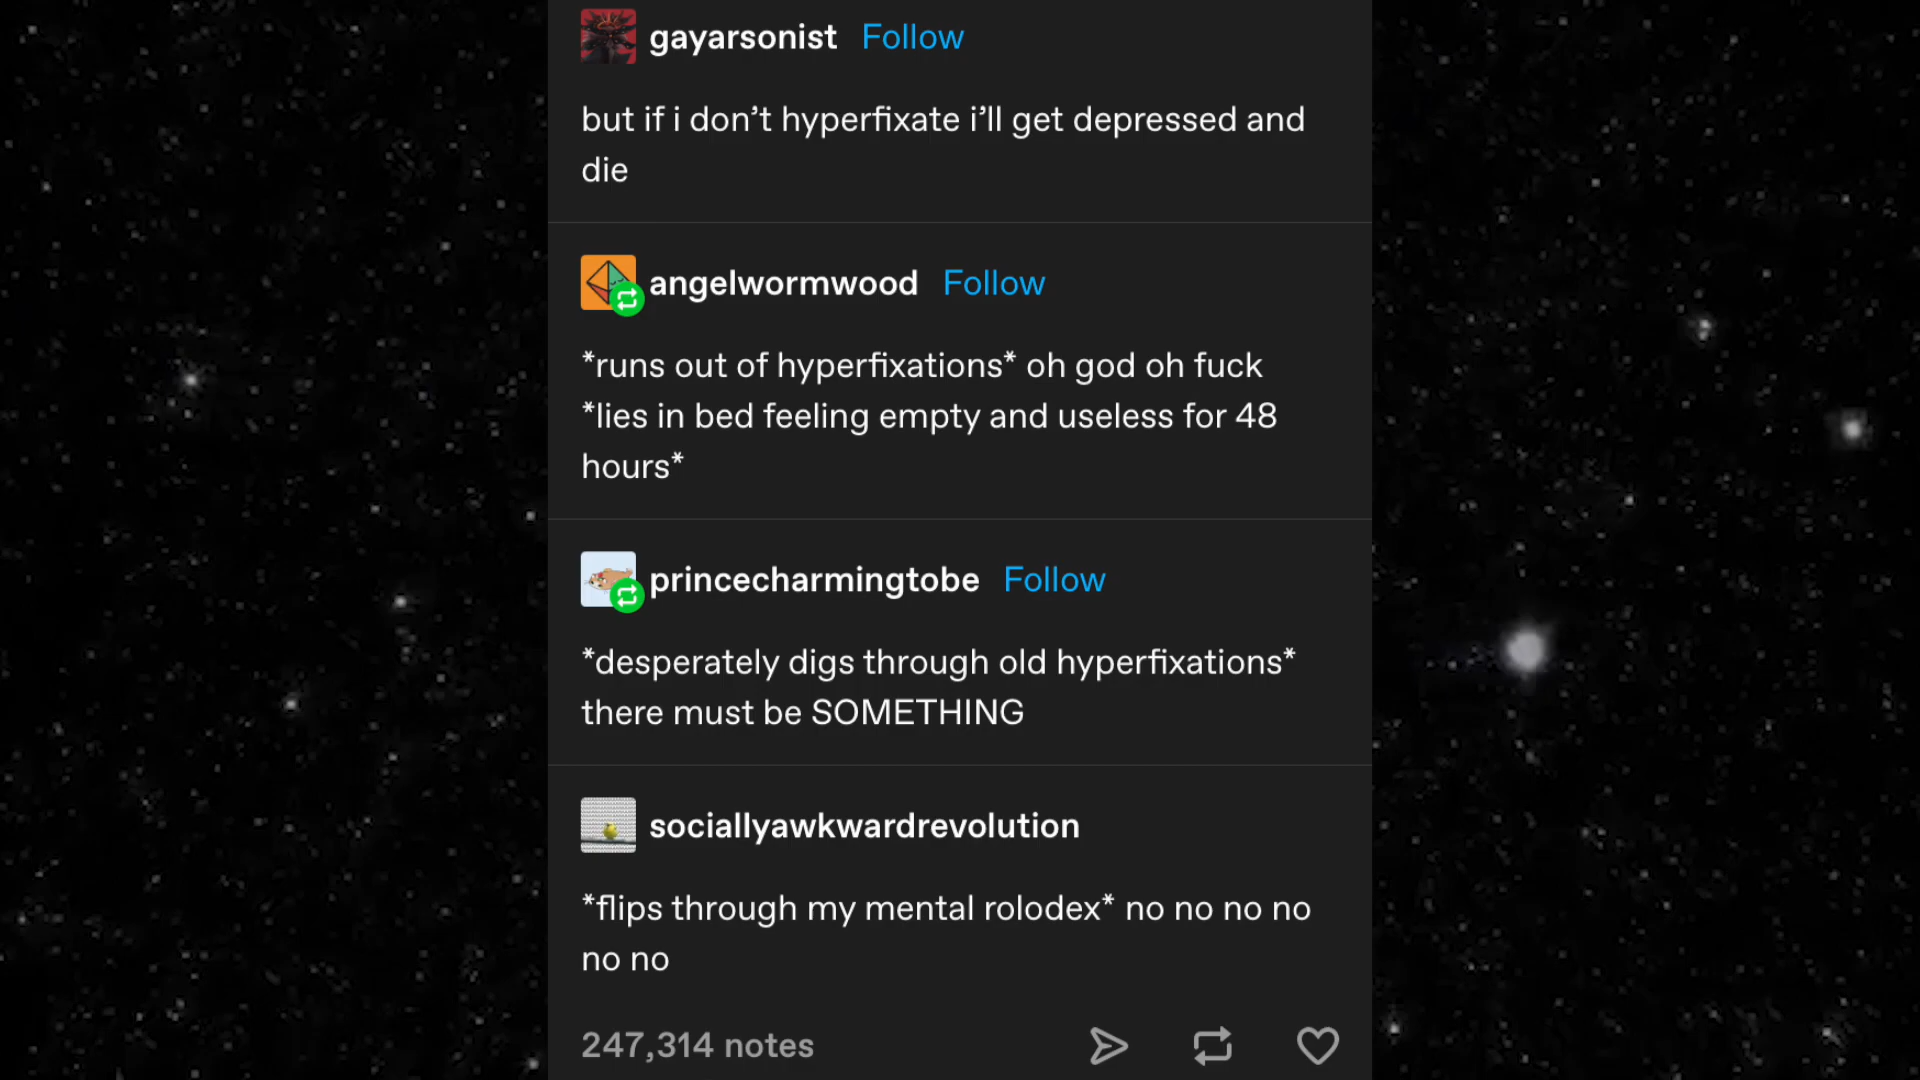 gayarsonist Follow
but if i don’t hyperfixate i’ll get depressed and
die
angelwormwood Follow
*runs out of hyperfixations* oh god oh fuck
*lies in bed feeling empty and useless for 48
hours*
princecharmingtobe Follow
*desperately digs through old hyperfixations*
there must be SOMETHING
sociallyawkwardrevolution
*flips through my mental rolodex* no no no no
no no
247,314 notes